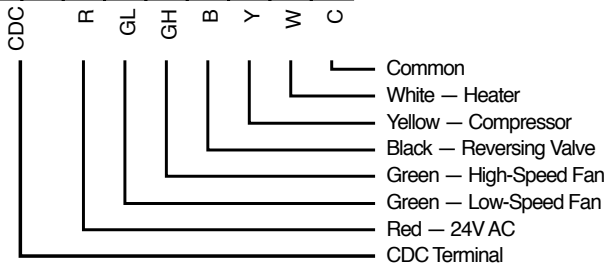 CDC R GL GH B Y W C
Common
White — Heater
Yellow — Compressor
Black — Reversing Valve
Green — High-Speed Fan
Green — Low-Speed Fan
Red — 24V AC
CDC Terminal